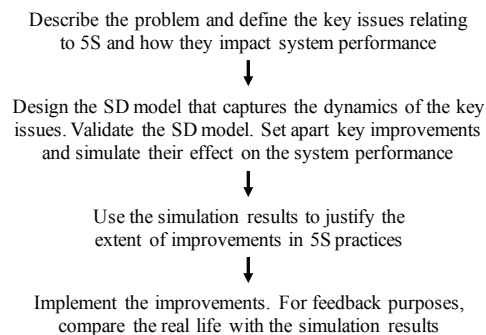 Describe the problem and define the key issues relating
to 5S and how they impact system performance
Design the SD model that captures the dynamics of the key
issues. Validate the SD model. Set apart key improvements
and simulate their effect on the system performance
Use the simulation results to justify the
extent of improvements in 5S practices
Implement the improvements. For feedback purposes,
compare the real life with the simulation results